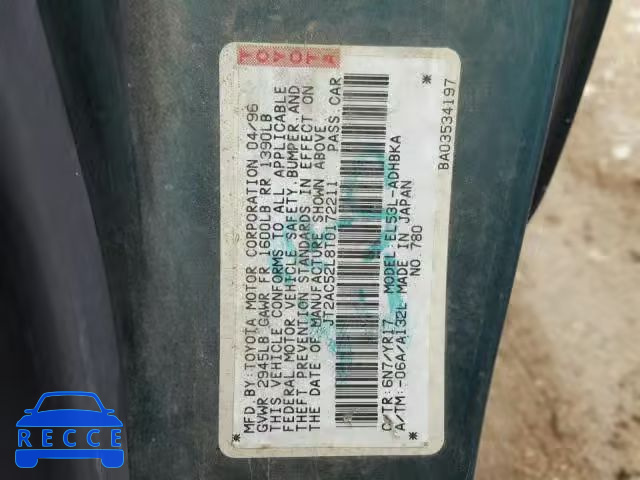 TOYOTA
MFD.BY:TOYOTA MOTOR CORPORATION 04/96
GVWR 2945LB GAWR FR 1600LB RR 1390LB
THIS VEHICLE CONFORMS TO ALL APPLICABLE
FEDERAL MOTOR VEHICLE SAFETY,BUMPER,AND
THEFT PREVENTION STANDARDS IN EFFECT ON
THE DATE OF MANUFACTURE SHOWN ABOVE.
JT2AC52L8T0172211 PASS.CAR
C/TR: 6N7/YR17 MODEL:EL53L-ADHBKA
A/TM:-06A/A132L MADE IN JAPAN
NO. 780
* BA03534197 *
RECCE